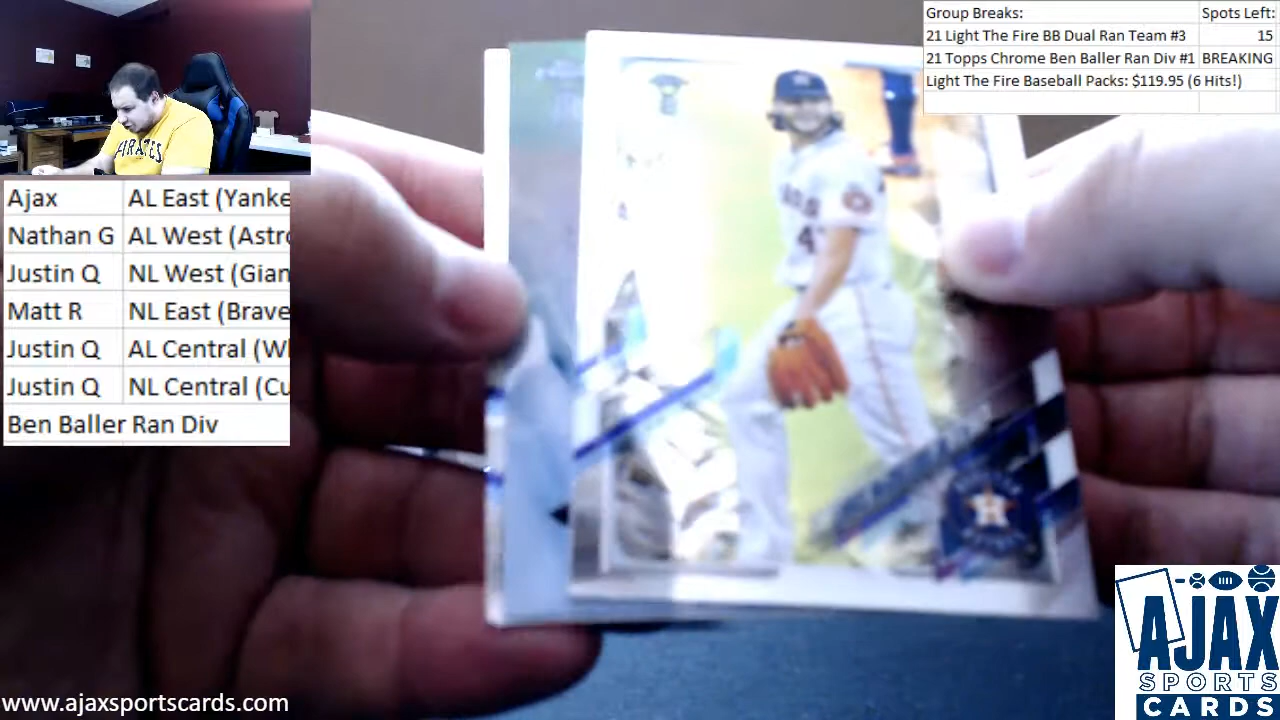 Group Breaks: Spots Left:
21 Light The Fire BB Dual Ran Team #3 15
21 Topps Chrome Ben Baller Ran Div #1 BREAKING
Light The Fire Baseball Packs: $119.95 (6 Hits!)
PIRATES
Ajax AL East (Yanke
Nathan G AL West (Astro
Justin Q NL West (Gian
Matt R NL East (Brave
Justin Q AL Central (Wh
Justin Q NL Central (Cu
Ben Baller Ran Div
H
AJAX
SPORTS
CARDS
www.ajaxsportscards.com